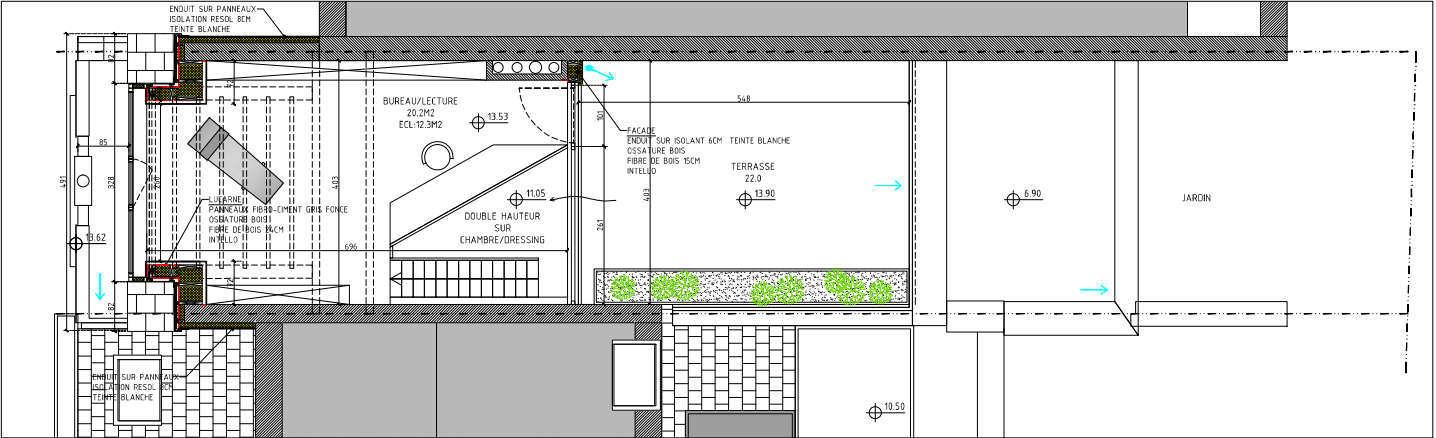 ENDUIT SUR PANNEAUX
ISOLATION RESOL 8CM
TEINTE BLANCHE
BUREAU/LECTURE
20.2M2
ECL:12.3M2
13.53
548
FACADE
ENDUIT SUR ISOLANT 6CM TEINTE BLANCHE
OSSATURE BOIS
FIBRE DE BOIS 15CM
INTELLO
TERRASSE
22.0
13.90
6.90
JARDIN
101
403
403
261
85
491
328
200
82
13.62
LUCARNE
PANNEAUX FIBRO-CIMENT GRIS FONCE
OSSATURE BOIS
FIBRE DE BOIS 24CM
INTELLO
696
11.05
DOUBLE HAUTEUR
SUR
CHAMBRE/DRESSING
ENDUIT SUR PANNEAUX
ISOLATION RESOL 8CM
TEINTE BLANCHE
10.50